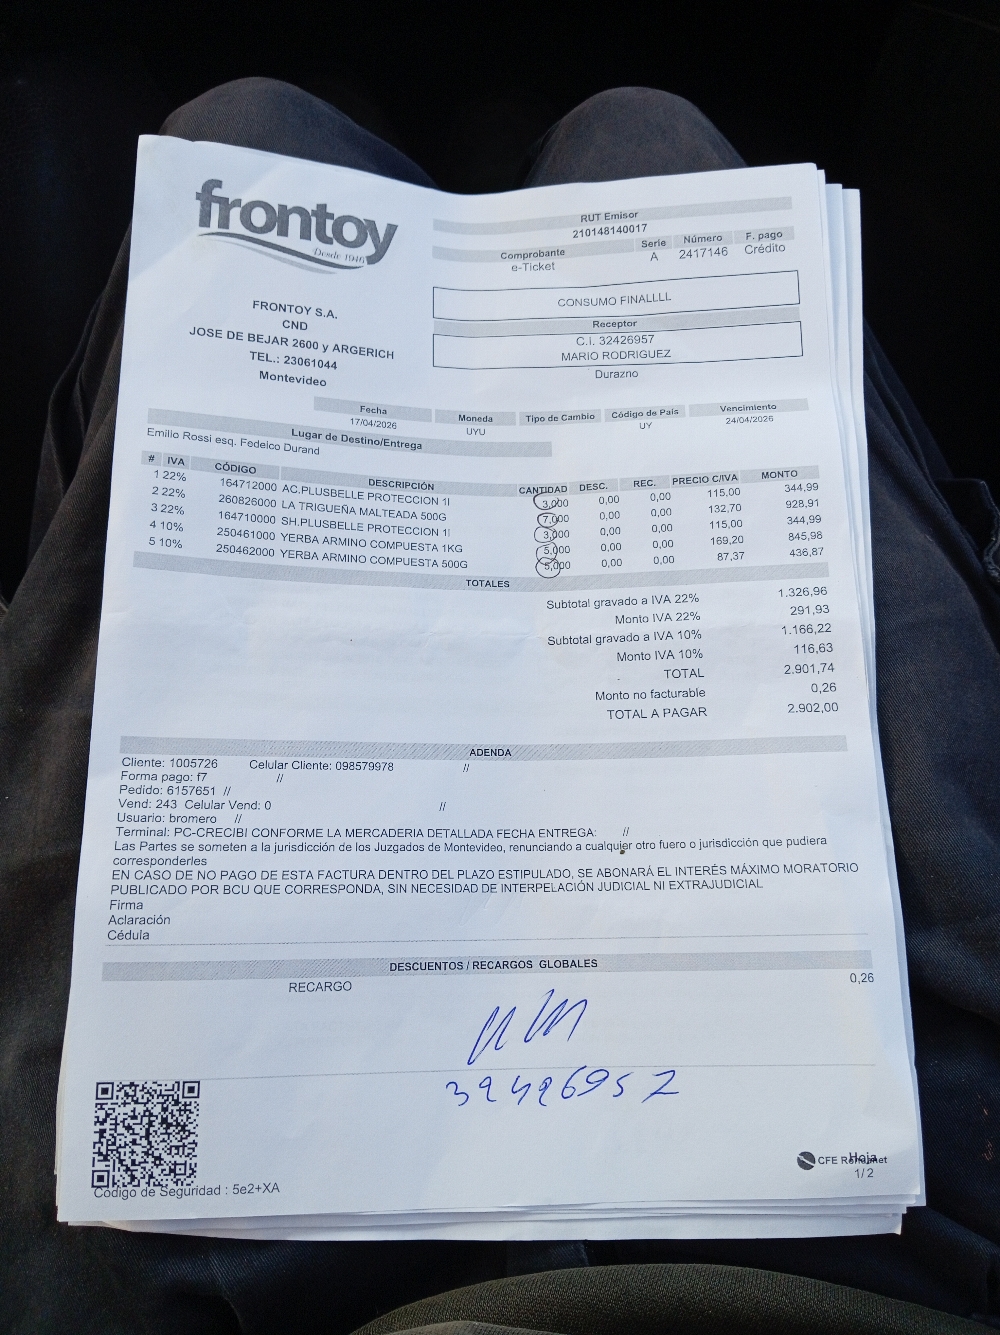 frontoy
Desde 1946
FRONTOY S.A.
CND
JOSE DE BEJAR 2600 y ARGERICH
TEL.: 23061044
Montevideo
RUT Emisor
210148140017
Comprobante Serie Número F. pago
e-Ticket A 2417146 Crédito
CONSUMO FINALLLL
Receptor
C.I. 32426957
MARIO RODRIGUEZ
Durazno
Fecha Moneda Tipo de Cambio Código de País Vencimiento
17/04/2026 UYU UY 24/04/2026
Lugar de Destino/Entrega
Emilio Rossi esq. Fedelco Durand
# IVA CÓDIGO DESCRIPCIÓN CANTIDAD DESC. REC. PRECIO C/IVA MONTO
1 22% 164712000 AC.PLUSBELLE PROTECCION 1l 3,000 0,00 0,00 115,00 344,99
2 22% 260826000 LA TRIGUEÑA MALTEADA 500G 7,000 0,00 0,00 132,70 928,91
3 22% 164710000 SH.PLUSBELLE PROTECCION 1l 3,000 0,00 0,00 115,00 344,99
4 10% 250461000 YERBA ARMINO COMPUESTA 1KG 5,000 0,00 0,00 169,20 845,98
5 10% 250462000 YERBA ARMINO COMPUESTA 500G 5,000 0,00 0,00 87,37 436,87
TOTALES
Subtotal gravado a IVA 22% 1.326,96
Monto IVA 22% 291,93
Subtotal gravado a IVA 10% 1.166,22
Monto IVA 10% 116,63
TOTAL 2.901,74
Monto no facturable 0,26
TOTAL A PAGAR 2.902,00
ADENDA
Cliente: 1005726 Celular Cliente: 098579978 //
Forma pago: f7 //
Pedido: 6157651 //
Vend: 243 Celular Vend: 0 //
Usuario: bromero //
Terminal: PC-CRECIBI CONFORME LA MERCADERIA DETALLADA FECHA ENTREGA: //
Las Partes se someten a la jurisdicción de los Juzgados de Montevideo, renunciando a cualquier otro fuero o jurisdicción que pudiera
corresponderles
EN CASO DE NO PAGO DE ESTA FACTURA DENTRO DEL PLAZO ESTIPULADO, SE ABONARÁ EL INTERÉS MÁXIMO MORATORIO
PUBLICADO POR BCU QUE CORRESPONDA, SIN NECESIDAD DE INTERPELACIÓN JUDICIAL NI EXTRAJUDICIAL
Firma
Aclaración
Cédula
DESCUENTOS / RECARGOS GLOBALES
RECARGO 0,26
32426957
Código de Seguridad : 5e2+XA
CFE
Hoja
1/ 2